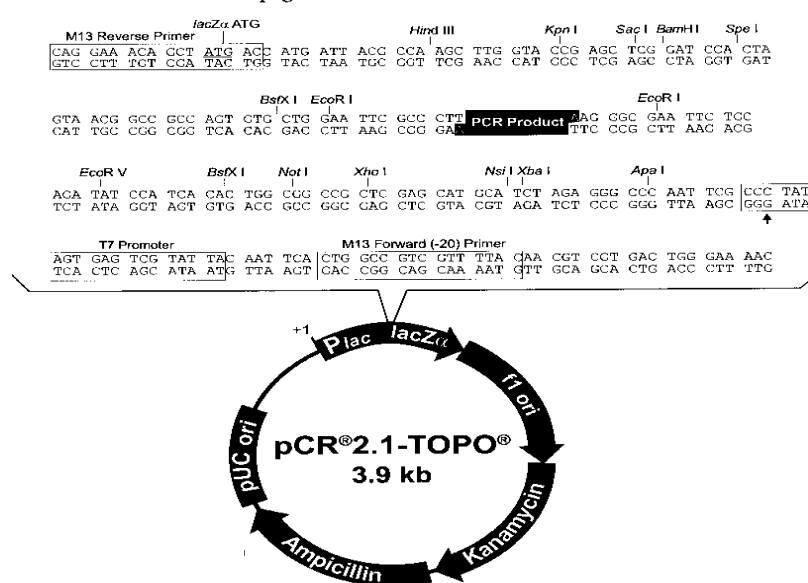 lacZα ATG
M13 Reverse Primer Hind III Kpn I Sac I BamH I Spe I
CAG GAA ACA GCT ATG ACC ATG ATT ACG CCA AGC TTG GTA CCG AGC TCG GAT CCA CTA
GTC CTT TGT CGA TAC TGG TAC TAA TGC GGT TCG AAC CAT GGC TCG AGC CTA GGT GAT
BstX I EcoR I EcoR I
GTA ACG GCC GCC AGT GTG CTG GAA TTC GCC CTT PCR Product AAG GGC GAA TTC TGC
CAT TGC CGG CGG TCA CAC GAC CTT AAG CGG GAA TTC CCG CTT AAG ACG
EcoR V BstX I Not I Xho I Nsi I Xba I Apa I
AGA TAT CCA TCA CAC TGG CGG CCG CTC GAG CAT GCA TCT AGA GGG CCC AAT TCG CCC TAT
TCT ATA GGT AGT GTG ACC GCC GGC GAG CTC GTA CGT AGA TCT CCC GGG TTA AGC GGG ATA
T7 Promoter M13 Forward (-20) Primer
AGT GAG TCG TAT TAC AAT TCA CTG GCC GTC GTT TTA CAA CGT CGT GAC TGG GAA AAC
TCA CTC AGC ATA ATG TTA AGT GAC CGG CAG CAA AAT GTT GCA GCA CTG ACC CTT TTG
+1
Plac lacZα
f1 ori
pUC ori
pCR®2.1-TOPO®
3.9 kb
Kanamycin
Ampicillin